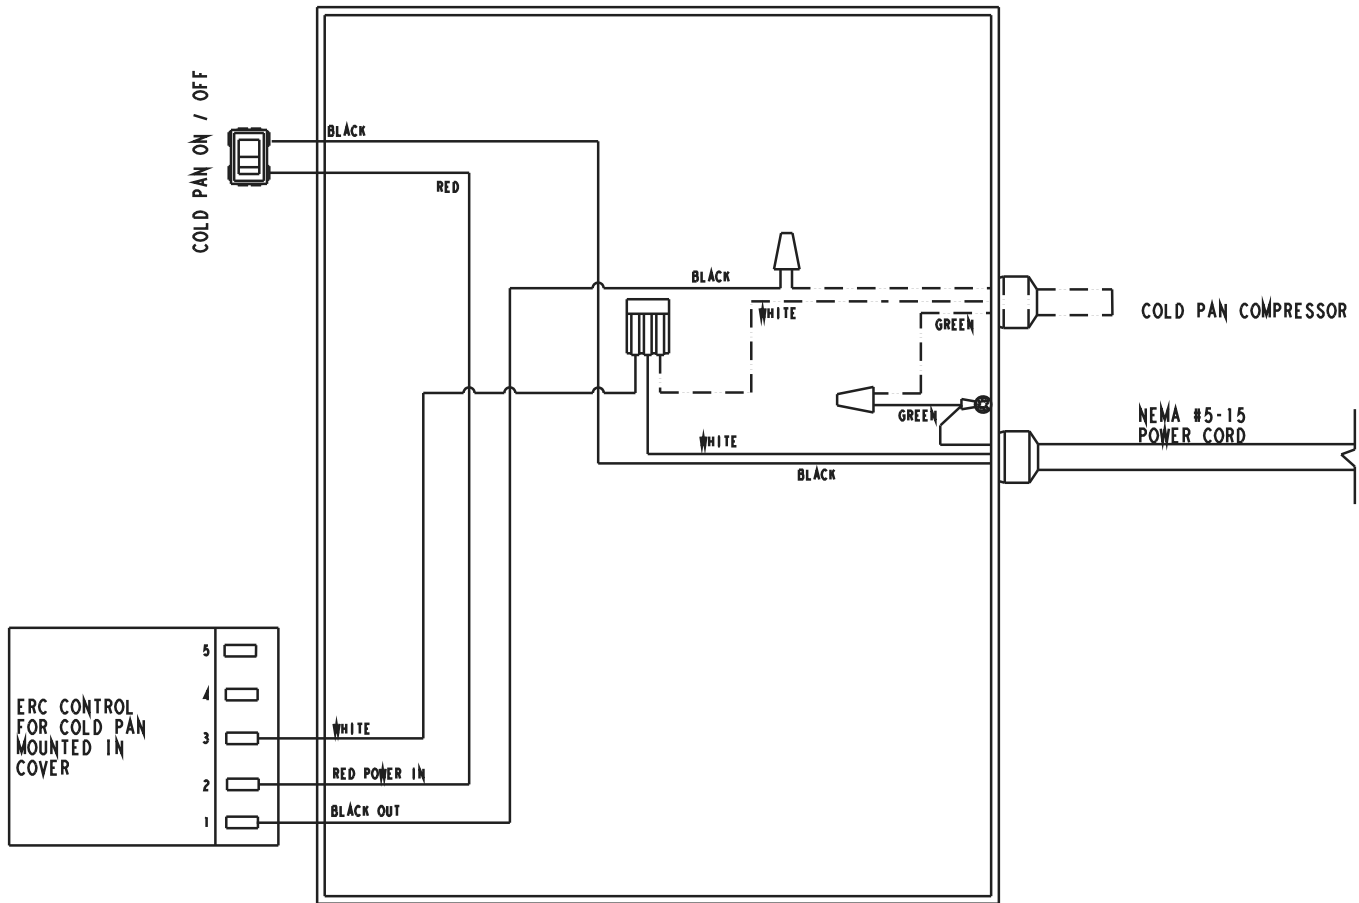 COLD PAN ON / OFF
BLACK
RED
BLACK
WHITE
GREEN
COLD PAN COMPRESSOR
GREEN
NEMA #5-15
POWER CORD
WHITE
BLACK
5
4
3
2
1
ERC CONTROL
FOR COLD PAN
MOUNTED IN
COVER
WHITE
RED POWER IN
BLACK OUT